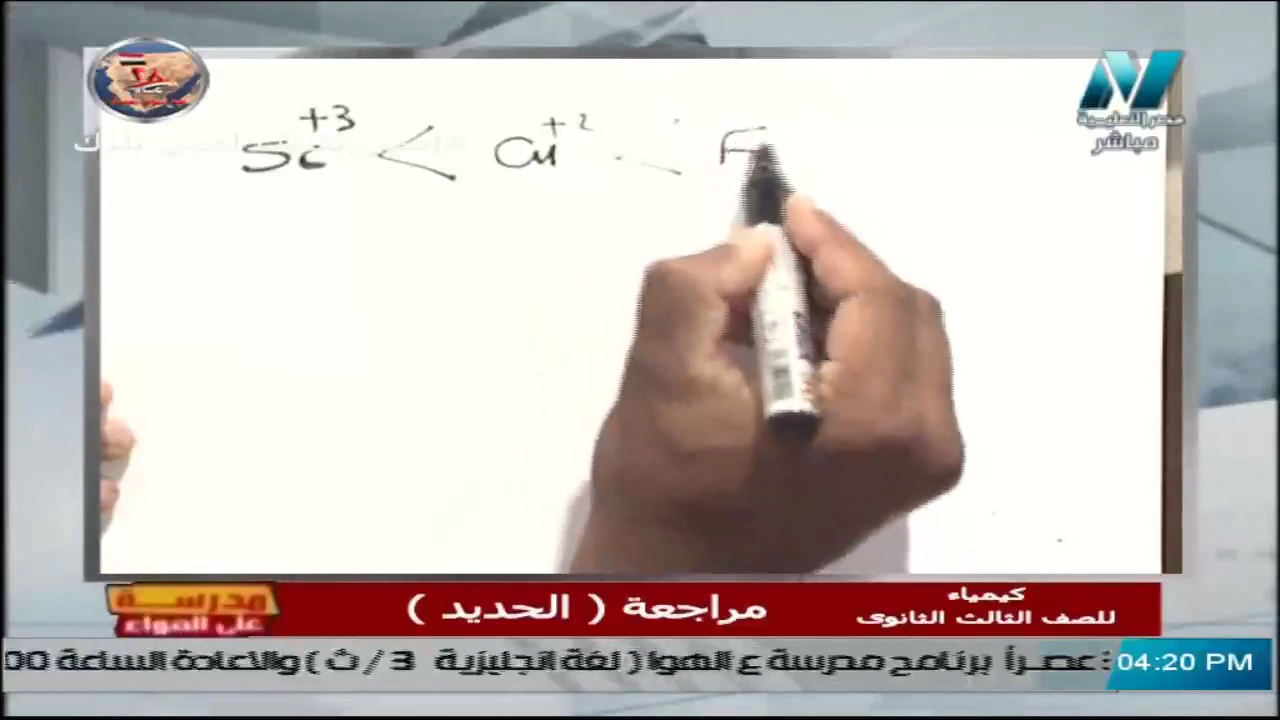 مصر التعليمية
مباشر
Sc+3 < Cu+2 < F
كيمياء
للصف الثالث الثانوى
مراجعة ( الحديد )
مدرسة
على الهواء
عصراً برنامج مدرسة ع الهوا ( لغة انجليزية 3 / ث ) والاعادة الساعة 00
04:20 PM